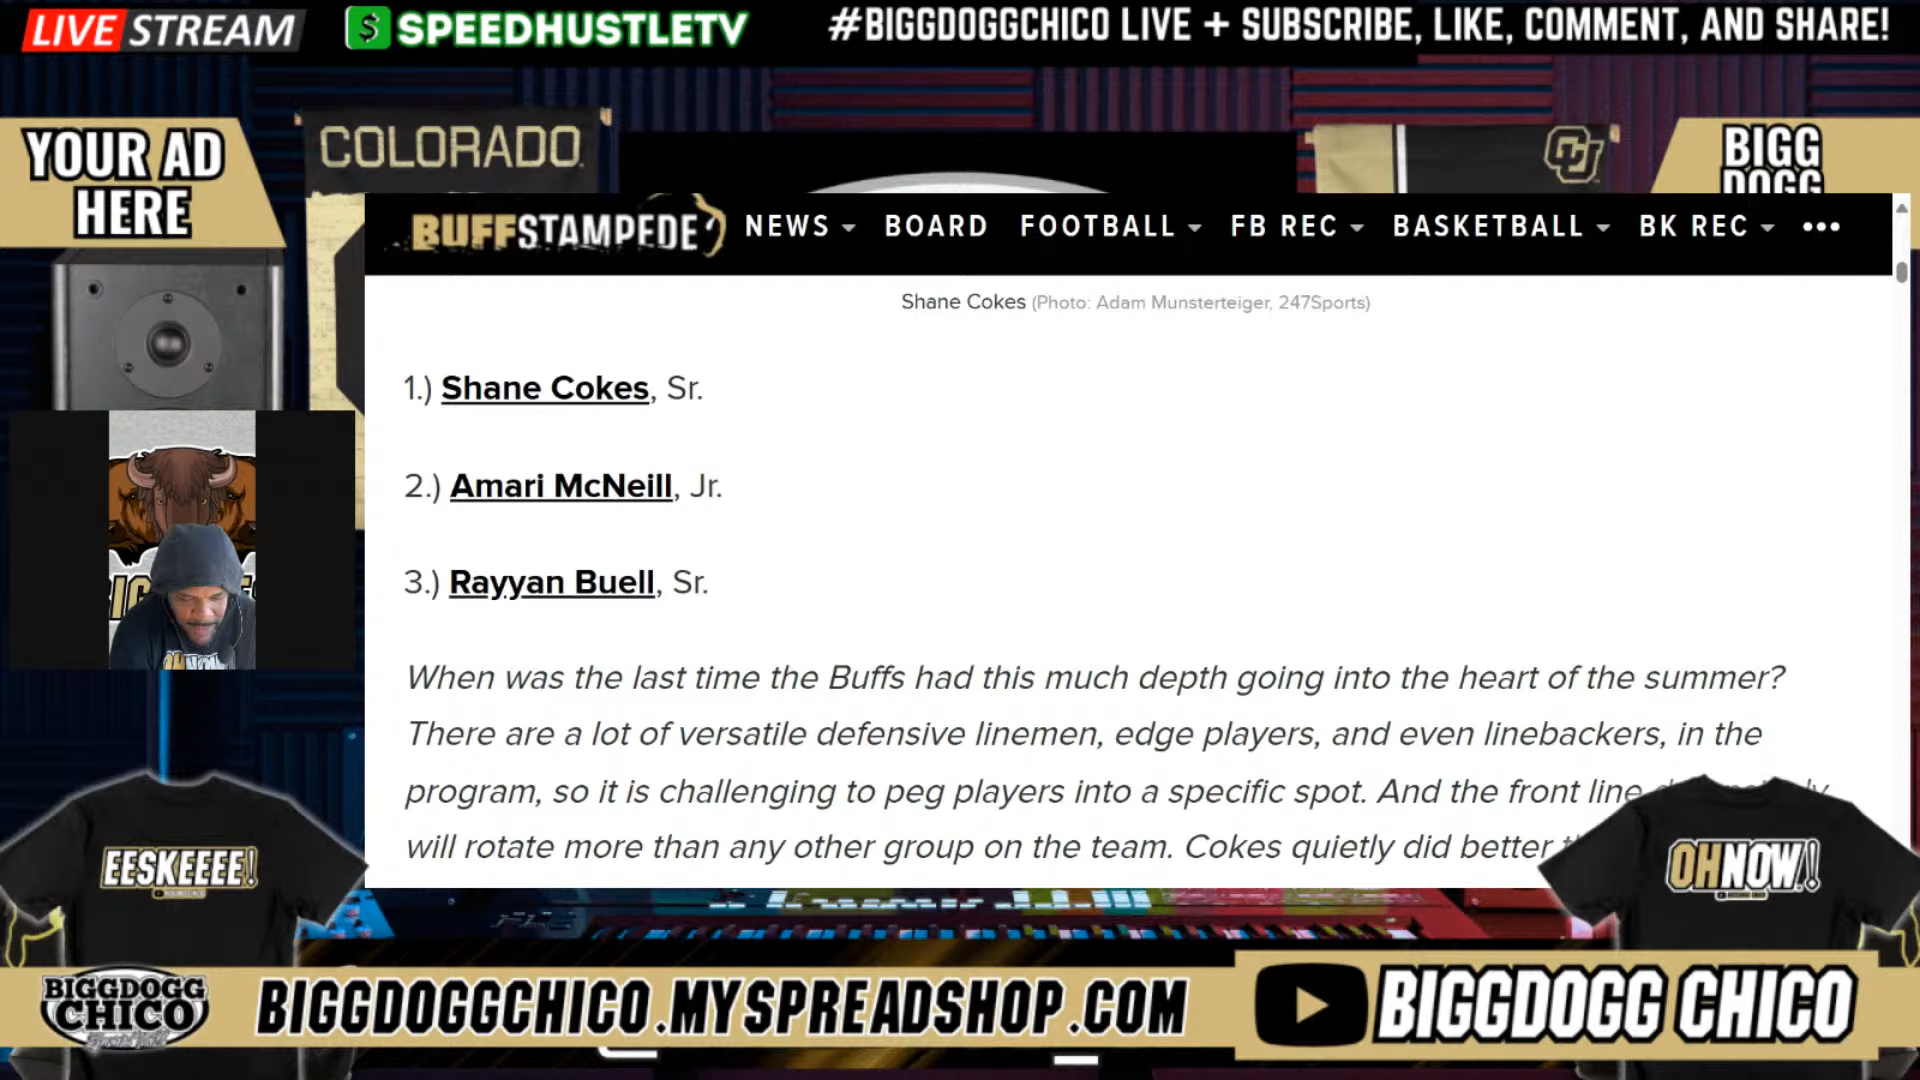 LIVE STREAM
$ SPEEDHUSTLETV
#BIGGDOGGCHICO LIVE + SUBSCRIBE, LIKE, COMMENT, AND SHARE!
YOUR AD
HERE
COLORADO
CU
BIGG
DOGG
BUFFSTAMPEDE
NEWS BOARD FOOTBALL FB REC BASKETBALL BK REC •••
Shane Cokes (Photo: Adam Munsterteiger, 247Sports)
1.) Shane Cokes, Sr.
2.) Amari McNeill, Jr.
3.) Rayyan Buell, Sr.
When was the last time the Buffs had this much depth going into the heart of the summer?
There are a lot of versatile defensive linemen, edge players, and even linebackers, in the
program, so it is challenging to peg players into a specific spot. And the front line
will rotate more than any other group on the team. Cokes quietly did better
EESKEEEE!
OHNOW!
BIGGDOGG
CHICO
BIGGDOGGCHICO.MYSPREADSHOP.COM
BIGGDOGG CHICO